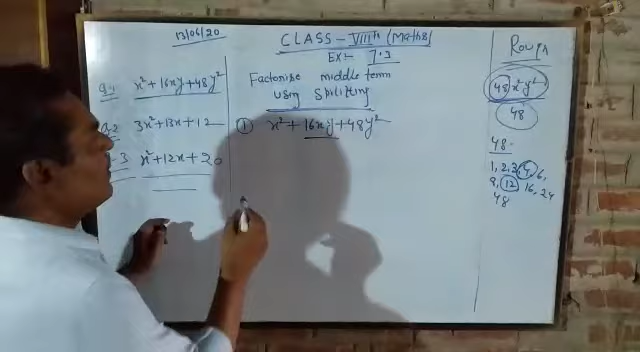 13/06/20
CLASS - VIIIth (Maths)
EX:- 7.3
Factorise middle term
using splitting
Q.1 x² + 16xy + 48y²
Q.2 3x² + 13x + 12
3 x² + 12x + 20
① x² + 16xy + 48y²
ROUGH
48x²y²
48
48-
1, 2, 3, 4, 6,
12, 16, 24
48